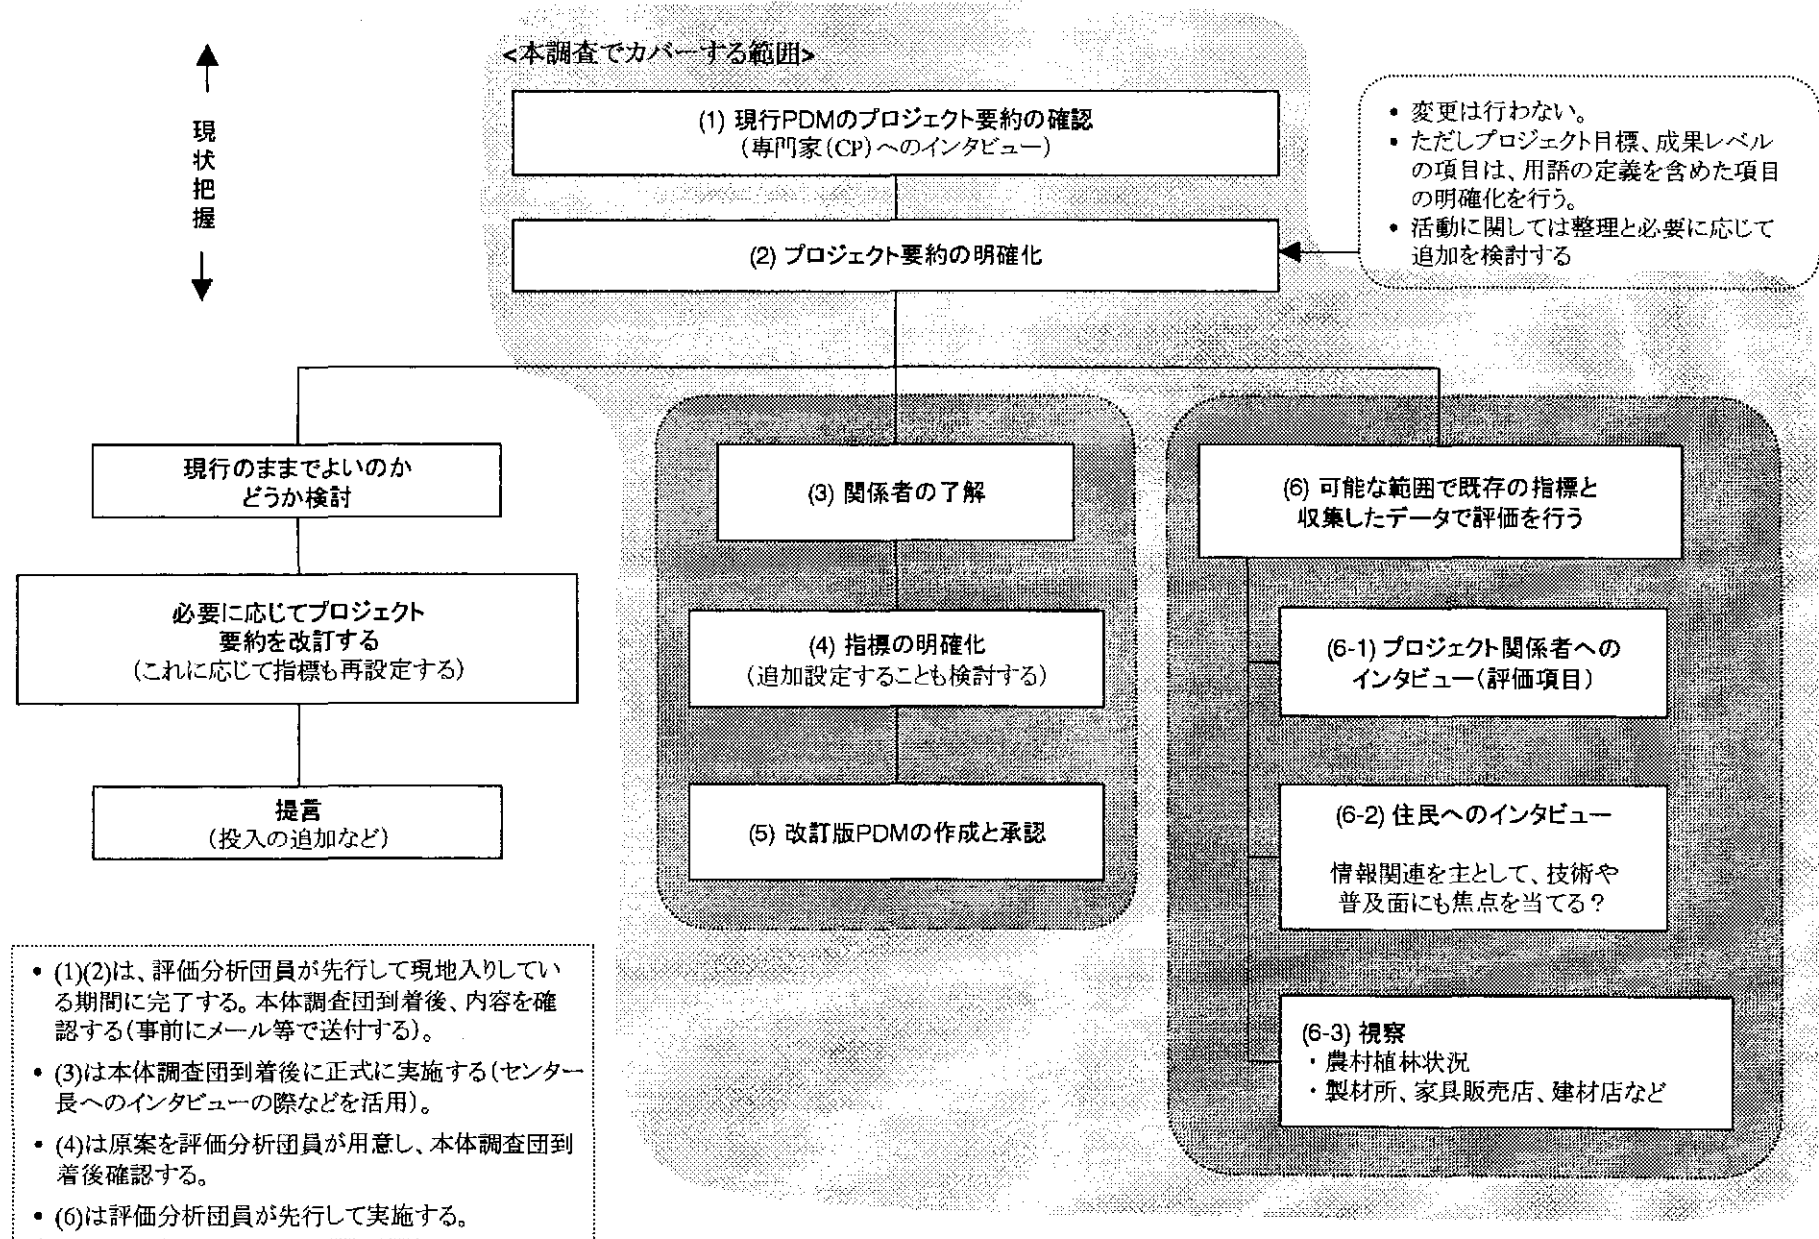 <本調査でカバーする範囲>
現
状
把
握
(1) 現行PDMのプロジェクト要約の確認
(専門家(CP)へのインタビュー)
• 変更は行わない。
• ただしプロジェクト目標、成果レベル
の項目は、用語の定義を含めた項目
の明確化を行う。
• 活動に関しては整理と必要に応じて
追加を検討する
(2) プロジェクト要約の明確化
現行のままでよいのか
どうか検討
必要に応じてプロジェクト
要約を改訂する
(これに応じて指標も再設定する)
提言
(投入の追加など)
(3) 関係者の了解
(4) 指標の明確化
(追加設定することも検討する)
(5) 改訂版PDMの作成と承認
(6) 可能な範囲で既存の指標と
収集したデータで評価を行う
(6-1) プロジェクト関係者への
インタビュー(評価項目)
(6-2) 住民へのインタビュー
情報関連を主として、技術や
普及面にも焦点を当てる?
(6-3) 視察
・農村植林状況
・製材所、家具販売店、建材店など
• (1)(2)は、評価分析団員が先行して現地入りしてい
る期間に完了する。本体調査団到着後、内容を確
認する(事前にメール等で送付する)。
• (3)は本体調査団到着後に正式に実施する(センター
長へのインタビューの際などを活用)。
• (4)は原案を評価分析団員が用意し、本体調査団到
着後確認する。
• (6)は評価分析団員が先行して実施する。